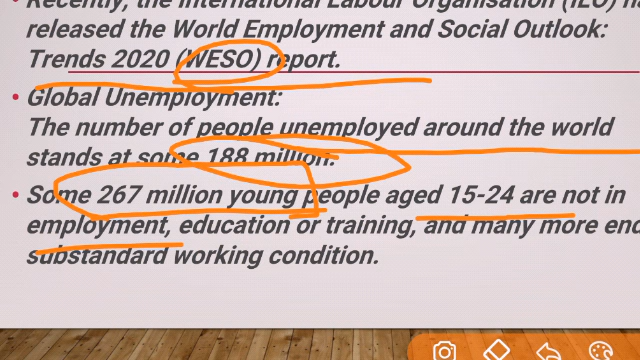 Recently, the International Labour Organisation (ILO) ha
released the World Employment and Social Outlook:
Trends 2020 (WESO) report.
• Global Unemployment:
The number of people unemployed around the world
stands at some 188 million.
• Some 267 million young people aged 15-24 are not in
employment, education or training, and many more end
substandard working condition.